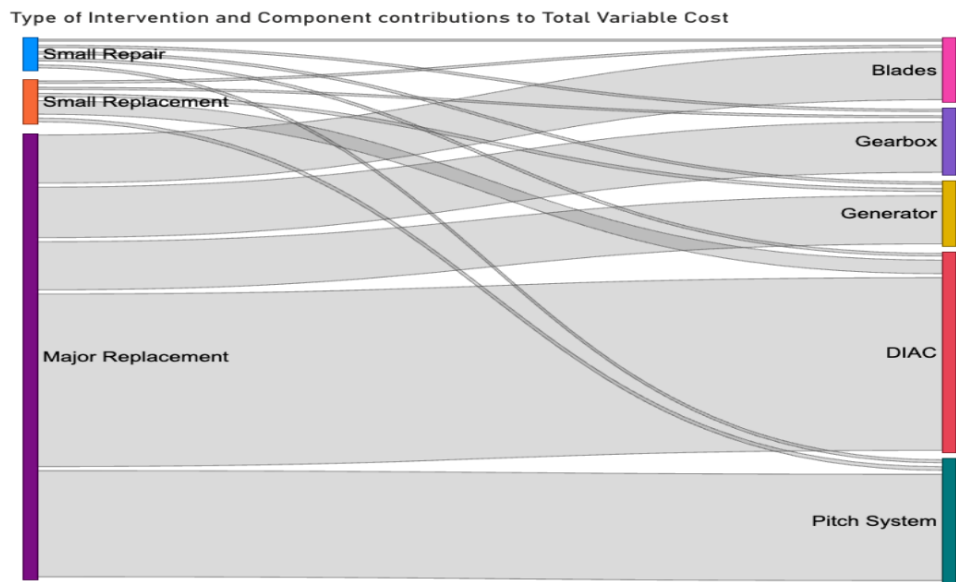 Type of Intervention and Component contributions to Total Variable Cost
Small Repair
Blades
Small Replacement
Gearbox
Generator
Major Replacement
DIAC
Pitch System